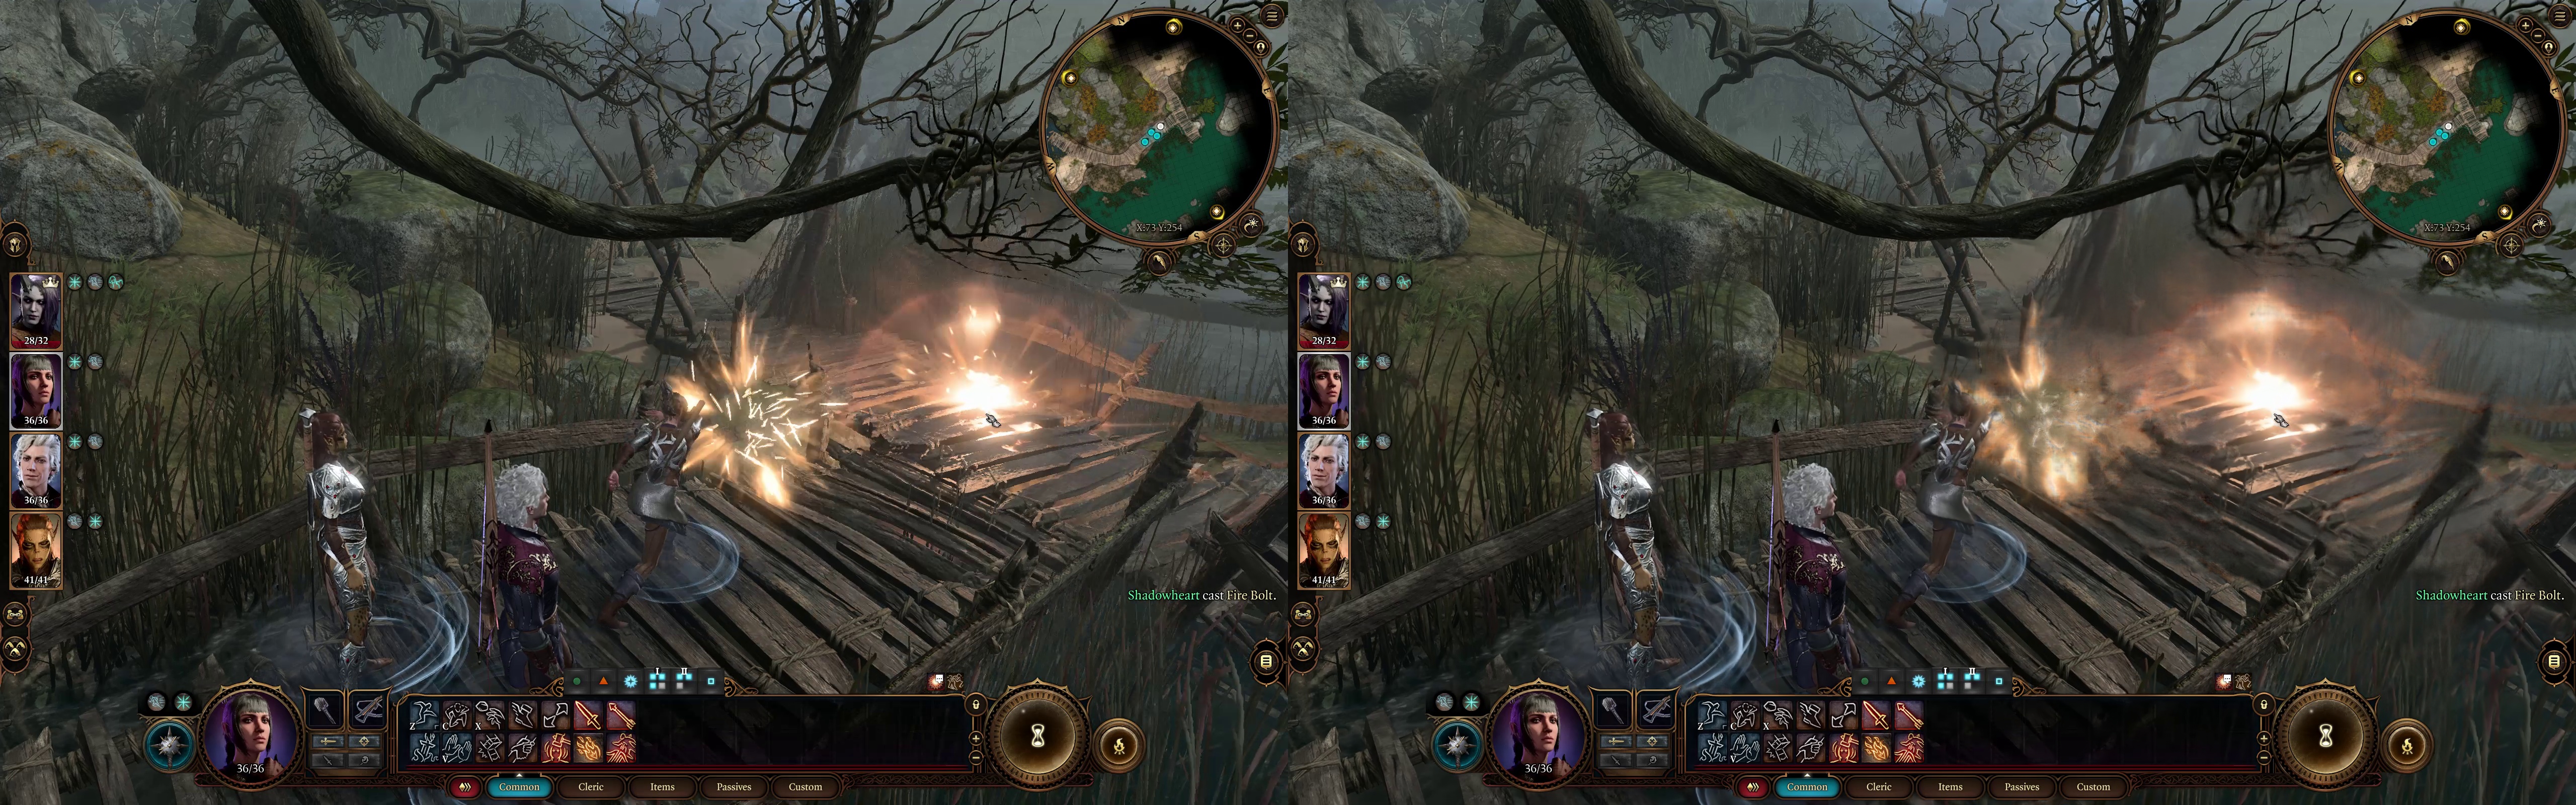 N
X:73 Y:254
S
28/32
36/36
36/36
41/41
Shadowheart cast Fire Bolt.
I
II
36/36
Z
C
X
V
Common
Cleric
Items
Passives
Custom
N
X:73 Y:254
S
28/32
36/36
36/36
41/41
Shadowheart cast Fire Bolt.
I
II
36/36
Z
C
X
V
Common
Cleric
Items
Passives
Custom